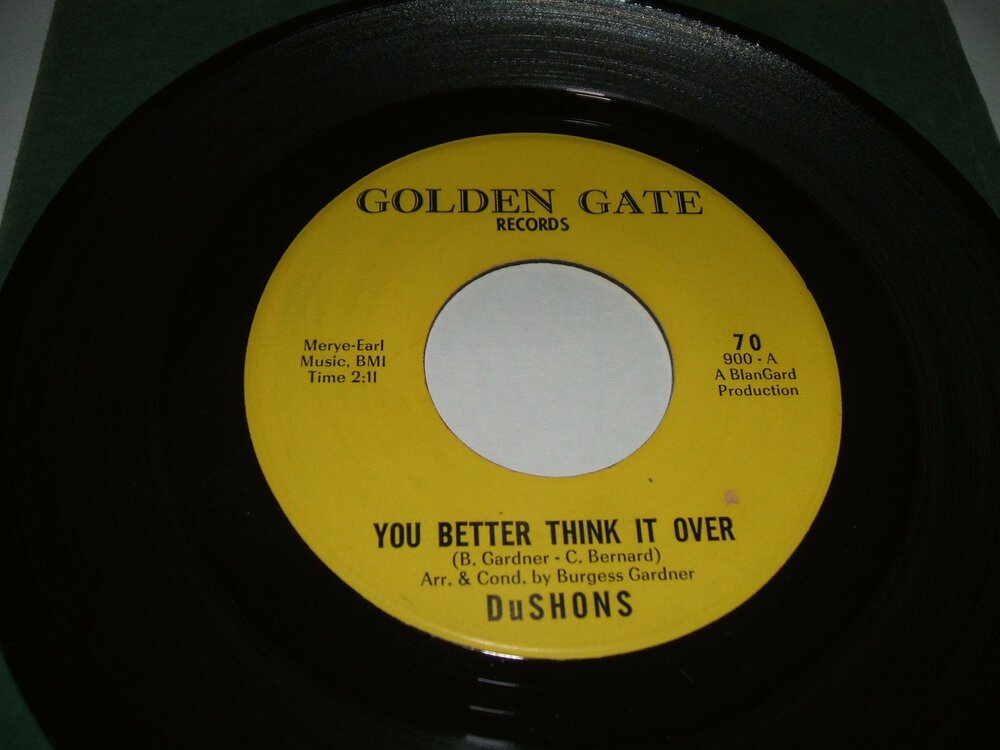 GOLDEN GATE
RECORDS
Merye-Earl
Music, BMI
Time 2:11
70
900 - A
A BlanGard
Production
YOU BETTER THINK IT OVER
(B. Gardner - C. Bernard)
Arr. & Cond. by Burgess Gardner
DuSHONS